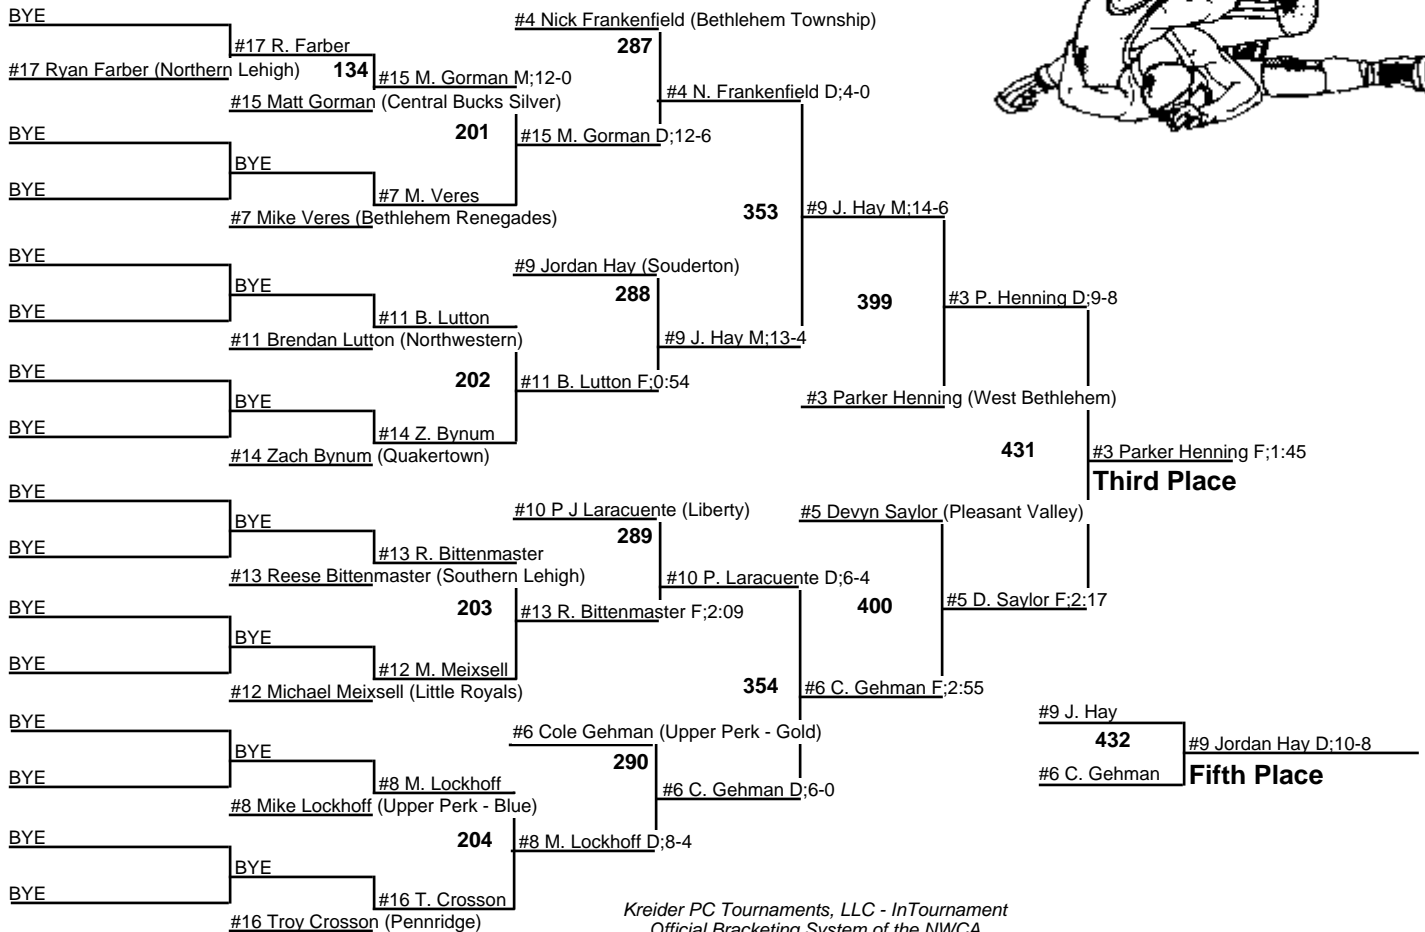 BYE
#4 Nick Frankenfield (Bethlehem Township)
287
#17 R. Farber
#17 Ryan Farber (Northern Lehigh)
134
#15 M. Gorman M;12-0
#4 N. Frankenfield D;4-0
#15 Matt Gorman (Central Bucks Silver)
BYE
201
#15 M. Gorman D;12-6
BYE
BYE
#7 M. Veres
#7 Mike Veres (Bethlehem Renegades)
353
#9 J. Hay M;14-6
BYE
#9 Jordan Hay (Souderton)
BYE
288
399
#3 P. Henning D;9-8
BYE
#11 B. Lutton
#11 Brendan Lutton (Northwestern)
#9 J. Hay M;13-4
BYE
202
#11 B. Lutton F;0:54
BYE
#3 Parker Henning (West Bethlehem)
BYE
#14 Z. Bynum
#14 Zach Bynum (Quakertown)
431
#3 Parker Henning F;1:45
Third Place
BYE
#10 P J Laracuente (Liberty)
#5 Devyn Saylor (Pleasant Valley)
BYE
289
BYE
#13 R. Bittenmaster
#13 Reese Bittenmaster (Southern Lehigh)
#10 P. Laracuente D;6-4
BYE
203
#13 R. Bittenmaster F;2:09
400
#5 D. Saylor F;2:17
BYE
BYE
#12 M. Meixsell
#12 Michael Meixsell (Little Royals)
354
#6 C. Gehman F;2:55
BYE
#6 Cole Gehman (Upper Perk - Gold)
#9 J. Hay
432
#9 Jordan Hay D;10-8
BYE
290
#6 C. Gehman
Fifth Place
BYE
#8 M. Lockhoff
#6 C. Gehman D;6-0
#8 Mike Lockhoff (Upper Perk - Blue)
BYE
204
#8 M. Lockhoff D;8-4
BYE
BYE
#16 T. Crosson
#16 Troy Crosson (Pennridge)
Kreider PC Tournaments, LLC - InTournament
Official Bracketing System of the NWCA